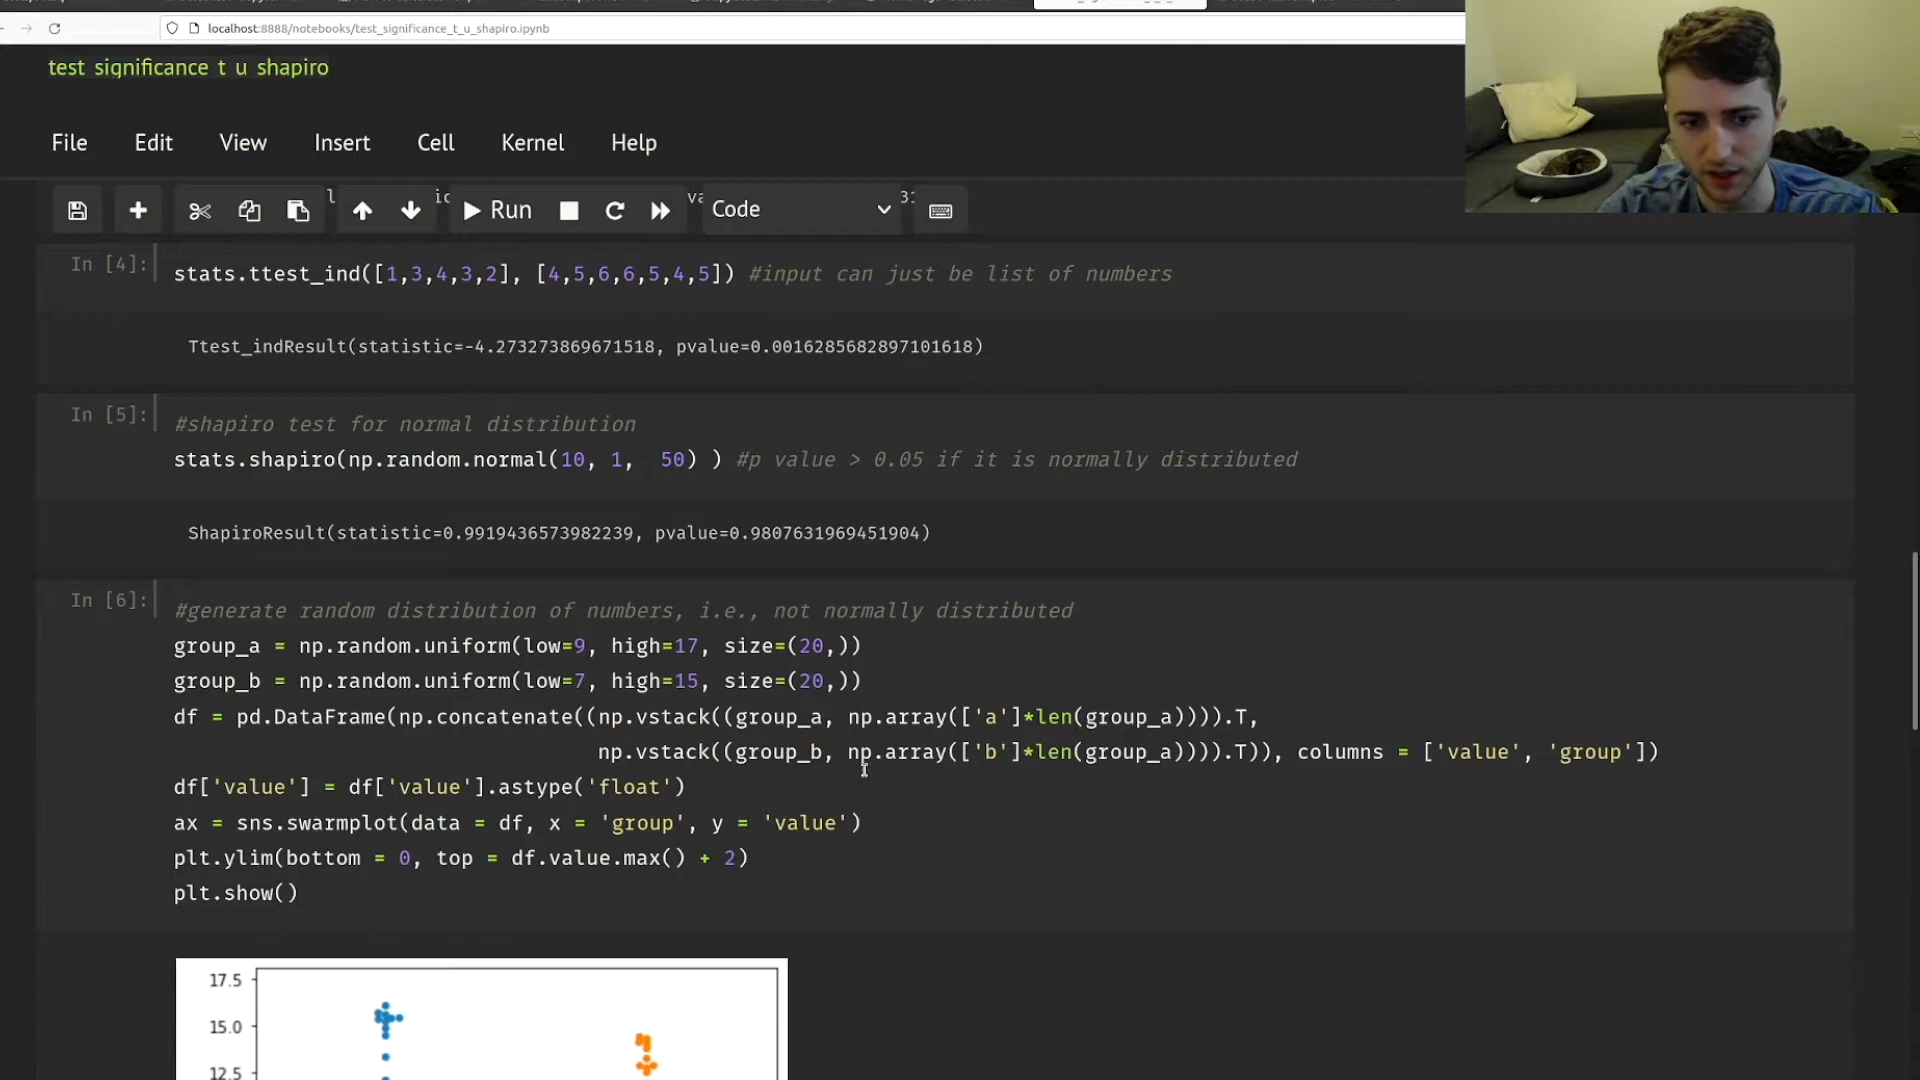 localhost:8888/notebooks/test_significance_t_u_shapiro.ipynb
test significance t u shapiro
File Edit View Insert Cell Kernel Help
Run Code
In [4]: stats.ttest_ind([1,3,4,3,2], [4,5,6,6,5,4,5]) #input can just be list of numbers
Ttest_indResult(statistic=-4.273273869671518, pvalue=0.0016285682897101618)
In [5]: #shapiro test for normal distribution
stats.shapiro(np.random.normal(10, 1,  50) ) #p value > 0.05 if it is normally distributed
ShapiroResult(statistic=0.9919436573982239, pvalue=0.9807631969451904)
In [6]: #generate random distribution of numbers, i.e., not normally distributed
group_a = np.random.uniform(low=9, high=17, size=(20,))
group_b = np.random.uniform(low=7, high=15, size=(20,))
df = pd.DataFrame(np.concatenate((np.vstack((group_a, np.array(['a']*len(group_a)))).T,
np.vstack((group_b, np.array(['b']*len(group_a)))).T)), columns = ['value', 'group'])
df['value'] = df['value'].astype('float')
ax = sns.swarmplot(data = df, x = 'group', y = 'value')
plt.ylim(bottom = 0, top = df.value.max() + 2)
plt.show()
17.5
15.0
12.5